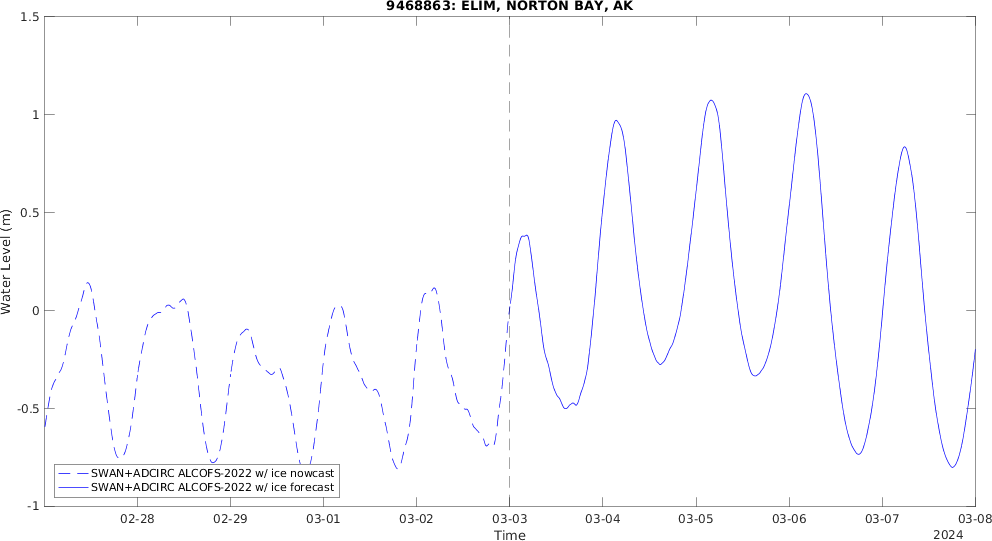 9468863: ELIM, NORTON BAY, AK
1.5
1
0.5
0
-0.5
-1
Water Level (m)
SWAN+ADCIRC ALCOFS-2022 w/ ice nowcast
SWAN+ADCIRC ALCOFS-2022 w/ ice forecast
02-28 02-29 03-01 03-02 03-03 03-04 03-05 03-06 03-07 03-08
Time
2024